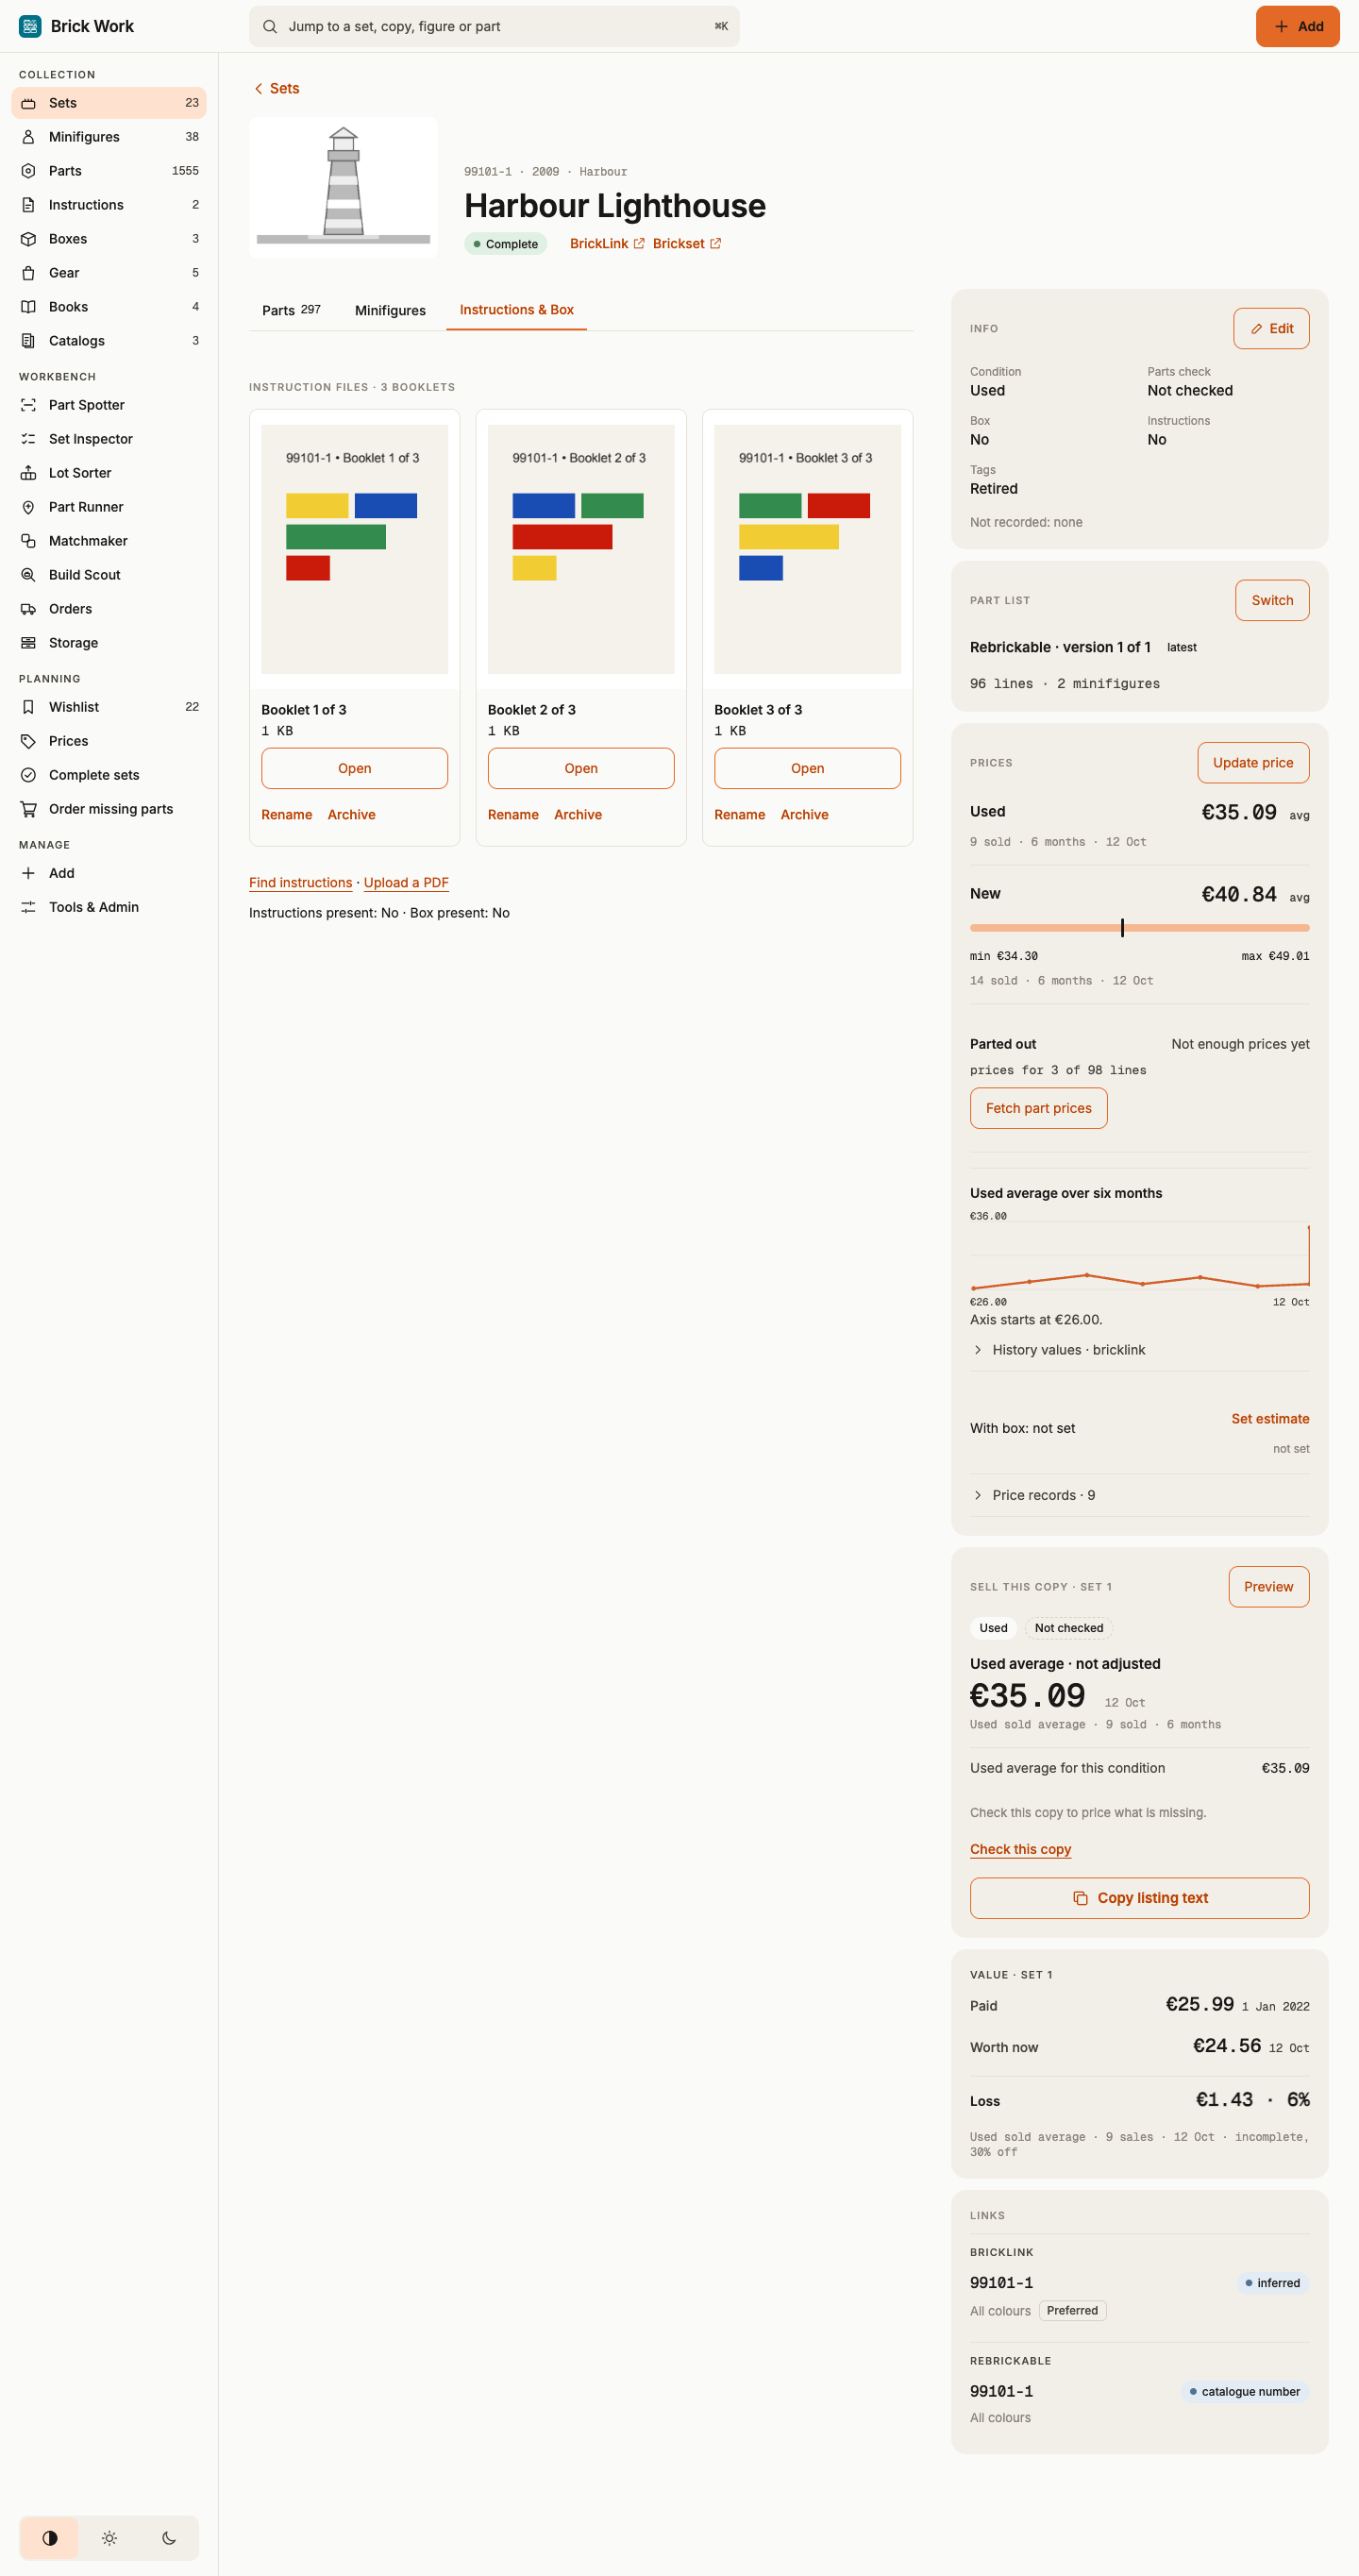 Brick Work
Jump to a set, copy, figure or part
⌘K
Add
COLLECTION
Sets 23
Minifigures 38
Parts 1555
Instructions 2
Boxes 3
Gear 5
Books 4
Catalogs 3
WORKBENCH
Part Spotter
Set Inspector
Lot Sorter
Part Runner
Matchmaker
Build Scout
Orders
Storage
PLANNING
Wishlist 22
Prices
Complete sets
Order missing parts
MANAGE
Add
Tools & Admin
Sets
99101-1 · 2009 · Harbour
Harbour Lighthouse
Complete
BrickLink
Brickset
Parts 297
Minifigures
Instructions & Box
INSTRUCTION FILES · 3 BOOKLETS
99101-1 • Booklet 1 of 3
Booklet 1 of 3
1 KB
Open
Rename Archive
99101-1 • Booklet 2 of 3
Booklet 2 of 3
1 KB
Open
Rename Archive
99101-1 • Booklet 3 of 3
Booklet 3 of 3
1 KB
Open
Rename Archive
Find instructions · Upload a PDF
Instructions present: No · Box present: No
INFO
Edit
Condition
Used
Parts check
Not checked
Box
No
Instructions
No
Tags
Retired
Not recorded: none
PART LIST
Switch
Rebrickable · version 1 of 1 latest
96 lines · 2 minifigures
PRICES
Update price
Used €35.09 avg
9 sold · 6 months · 12 Oct
New €40.84 avg
min €34.30 max €49.01
14 sold · 6 months · 12 Oct
Parted out Not enough prices yet
prices for 3 of 98 lines
Fetch part prices
Used average over six months
€36.00
€26.00 12 Oct
Axis starts at €26.00.
History values · bricklink
With box: not set
Set estimate
not set
Price records · 9
SELL THIS COPY · SET 1
Preview
Used Not checked
Used average · not adjusted
€35.09 12 Oct
Used sold average · 9 sold · 6 months
Used average for this condition €35.09
Check this copy to price what is missing.
Check this copy
Copy listing text
VALUE · SET 1
Paid €25.99 1 Jan 2022
Worth now €24.56 12 Oct
Loss €1.43 · 6%
Used sold average · 9 sales · 12 Oct · incomplete,
30% off
LINKS
BRICKLINK
99101-1 inferred
All colours Preferred
REBRICKABLE
99101-1 catalogue number
All colours